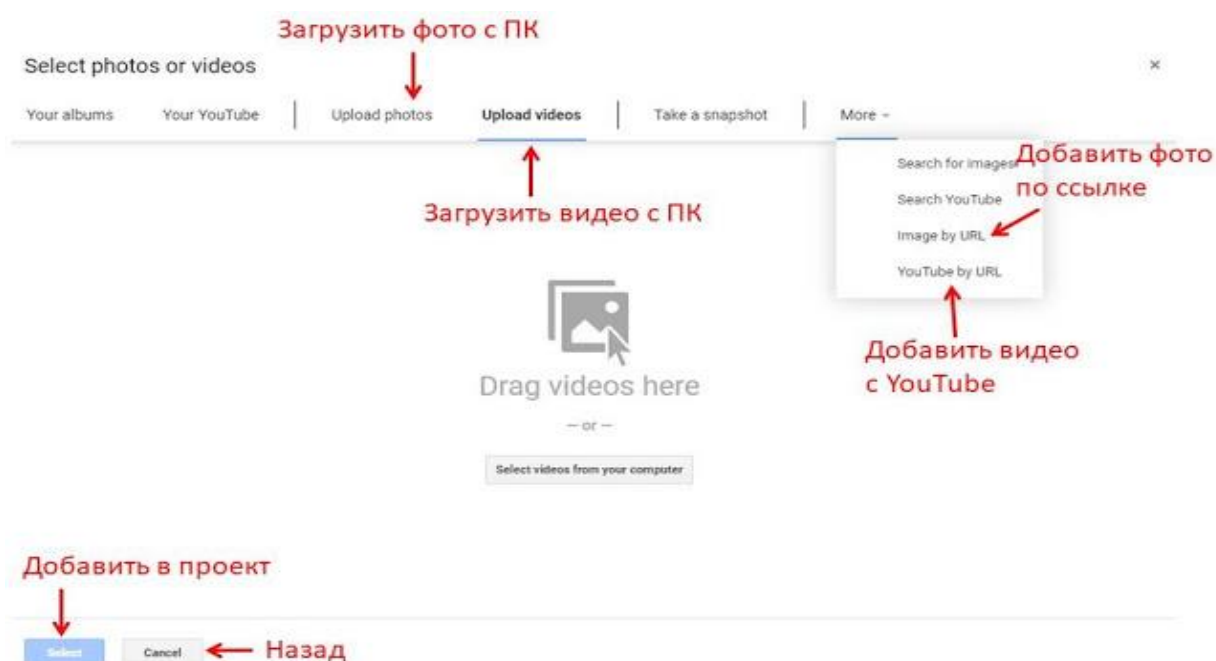 Загрузить фото с ПК
Select photos or videos ×
Your albums Your YouTube Upload photos Upload videos Take a snapshot More
Search for Images
Добавить фото
по ссылке
Search YouTube
Загрузить видео с ПК
Image by URL
YouTube by URL
Добавить видео
с YouTube
Drag videos here
— or —
Select videos from your computer
Добавить в проект
Select Cancel Назад